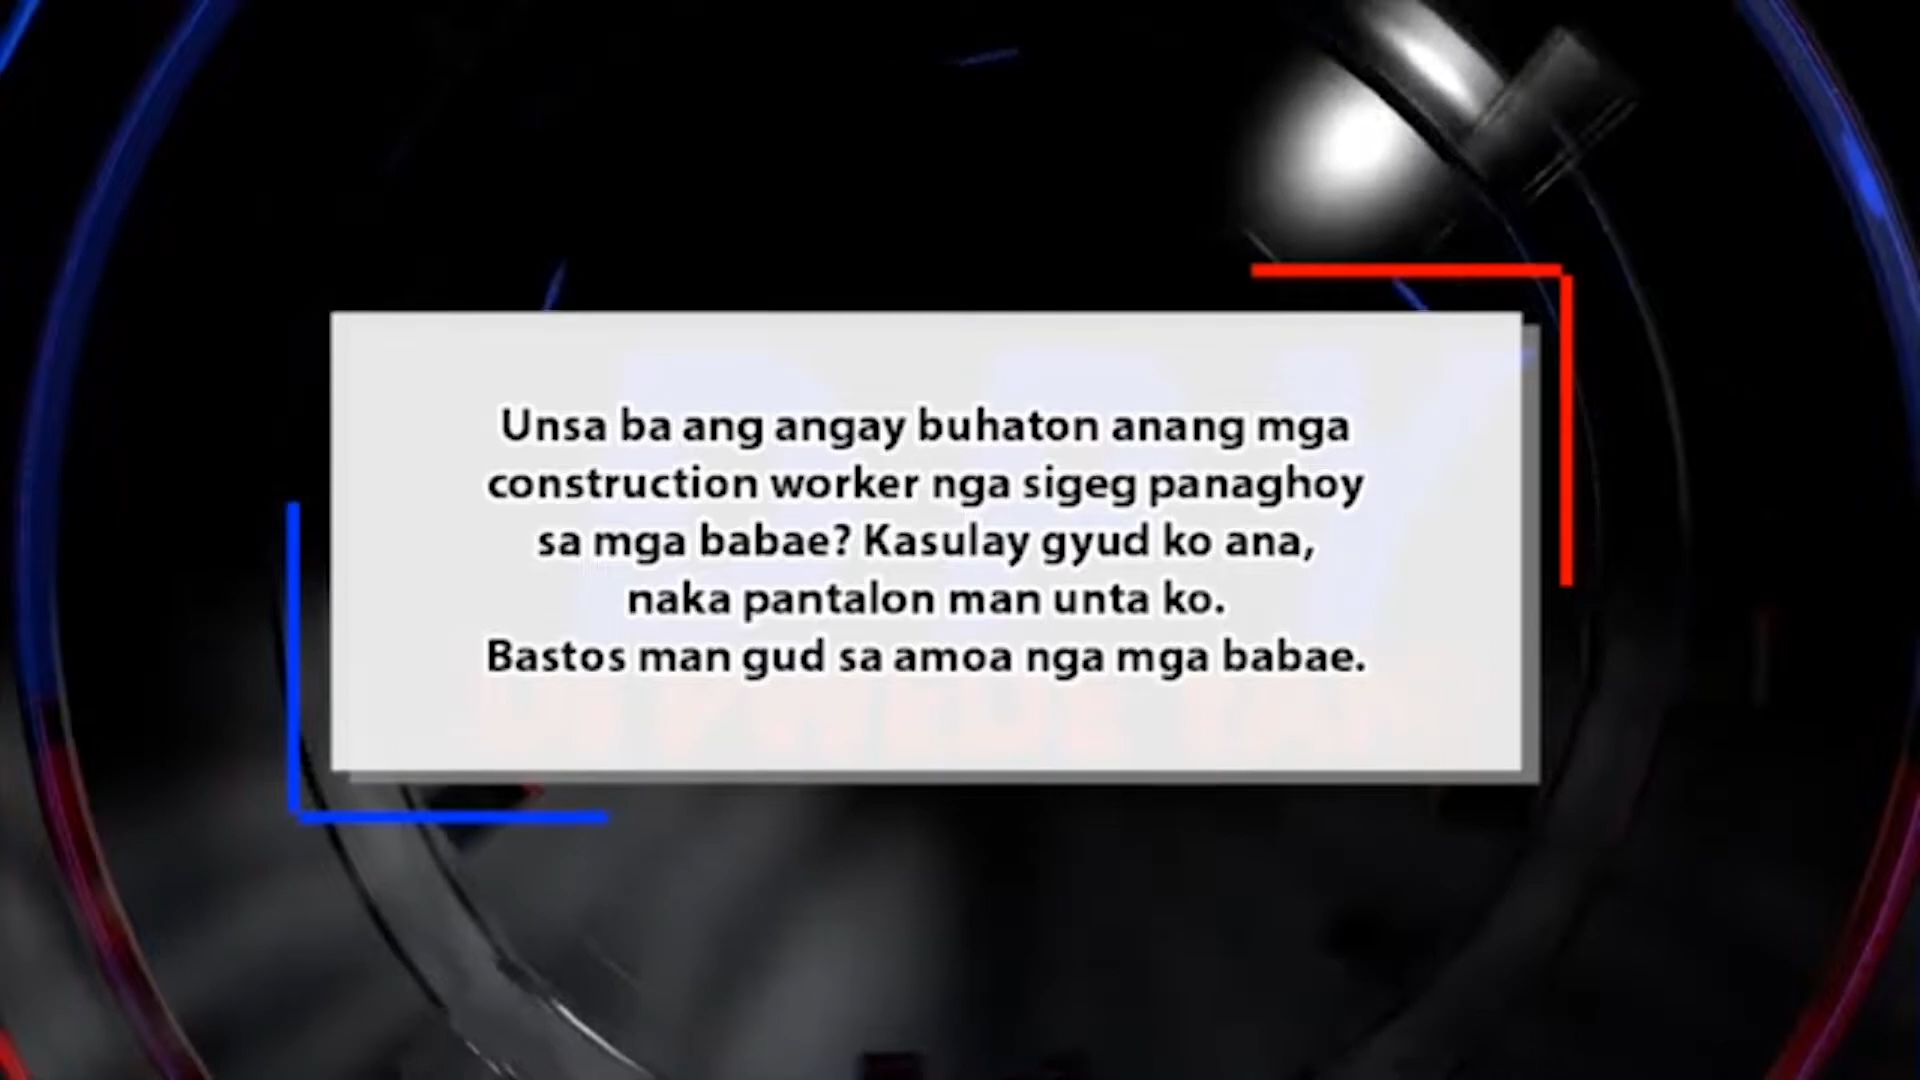 Unsa ba ang angay buhaton anang mga
construction worker nga sigeg panaghoy
sa mga babae? Kasulay gyud ko ana,
naka pantalon man unta ko.
Bastos man gud sa amoa nga mga babae.